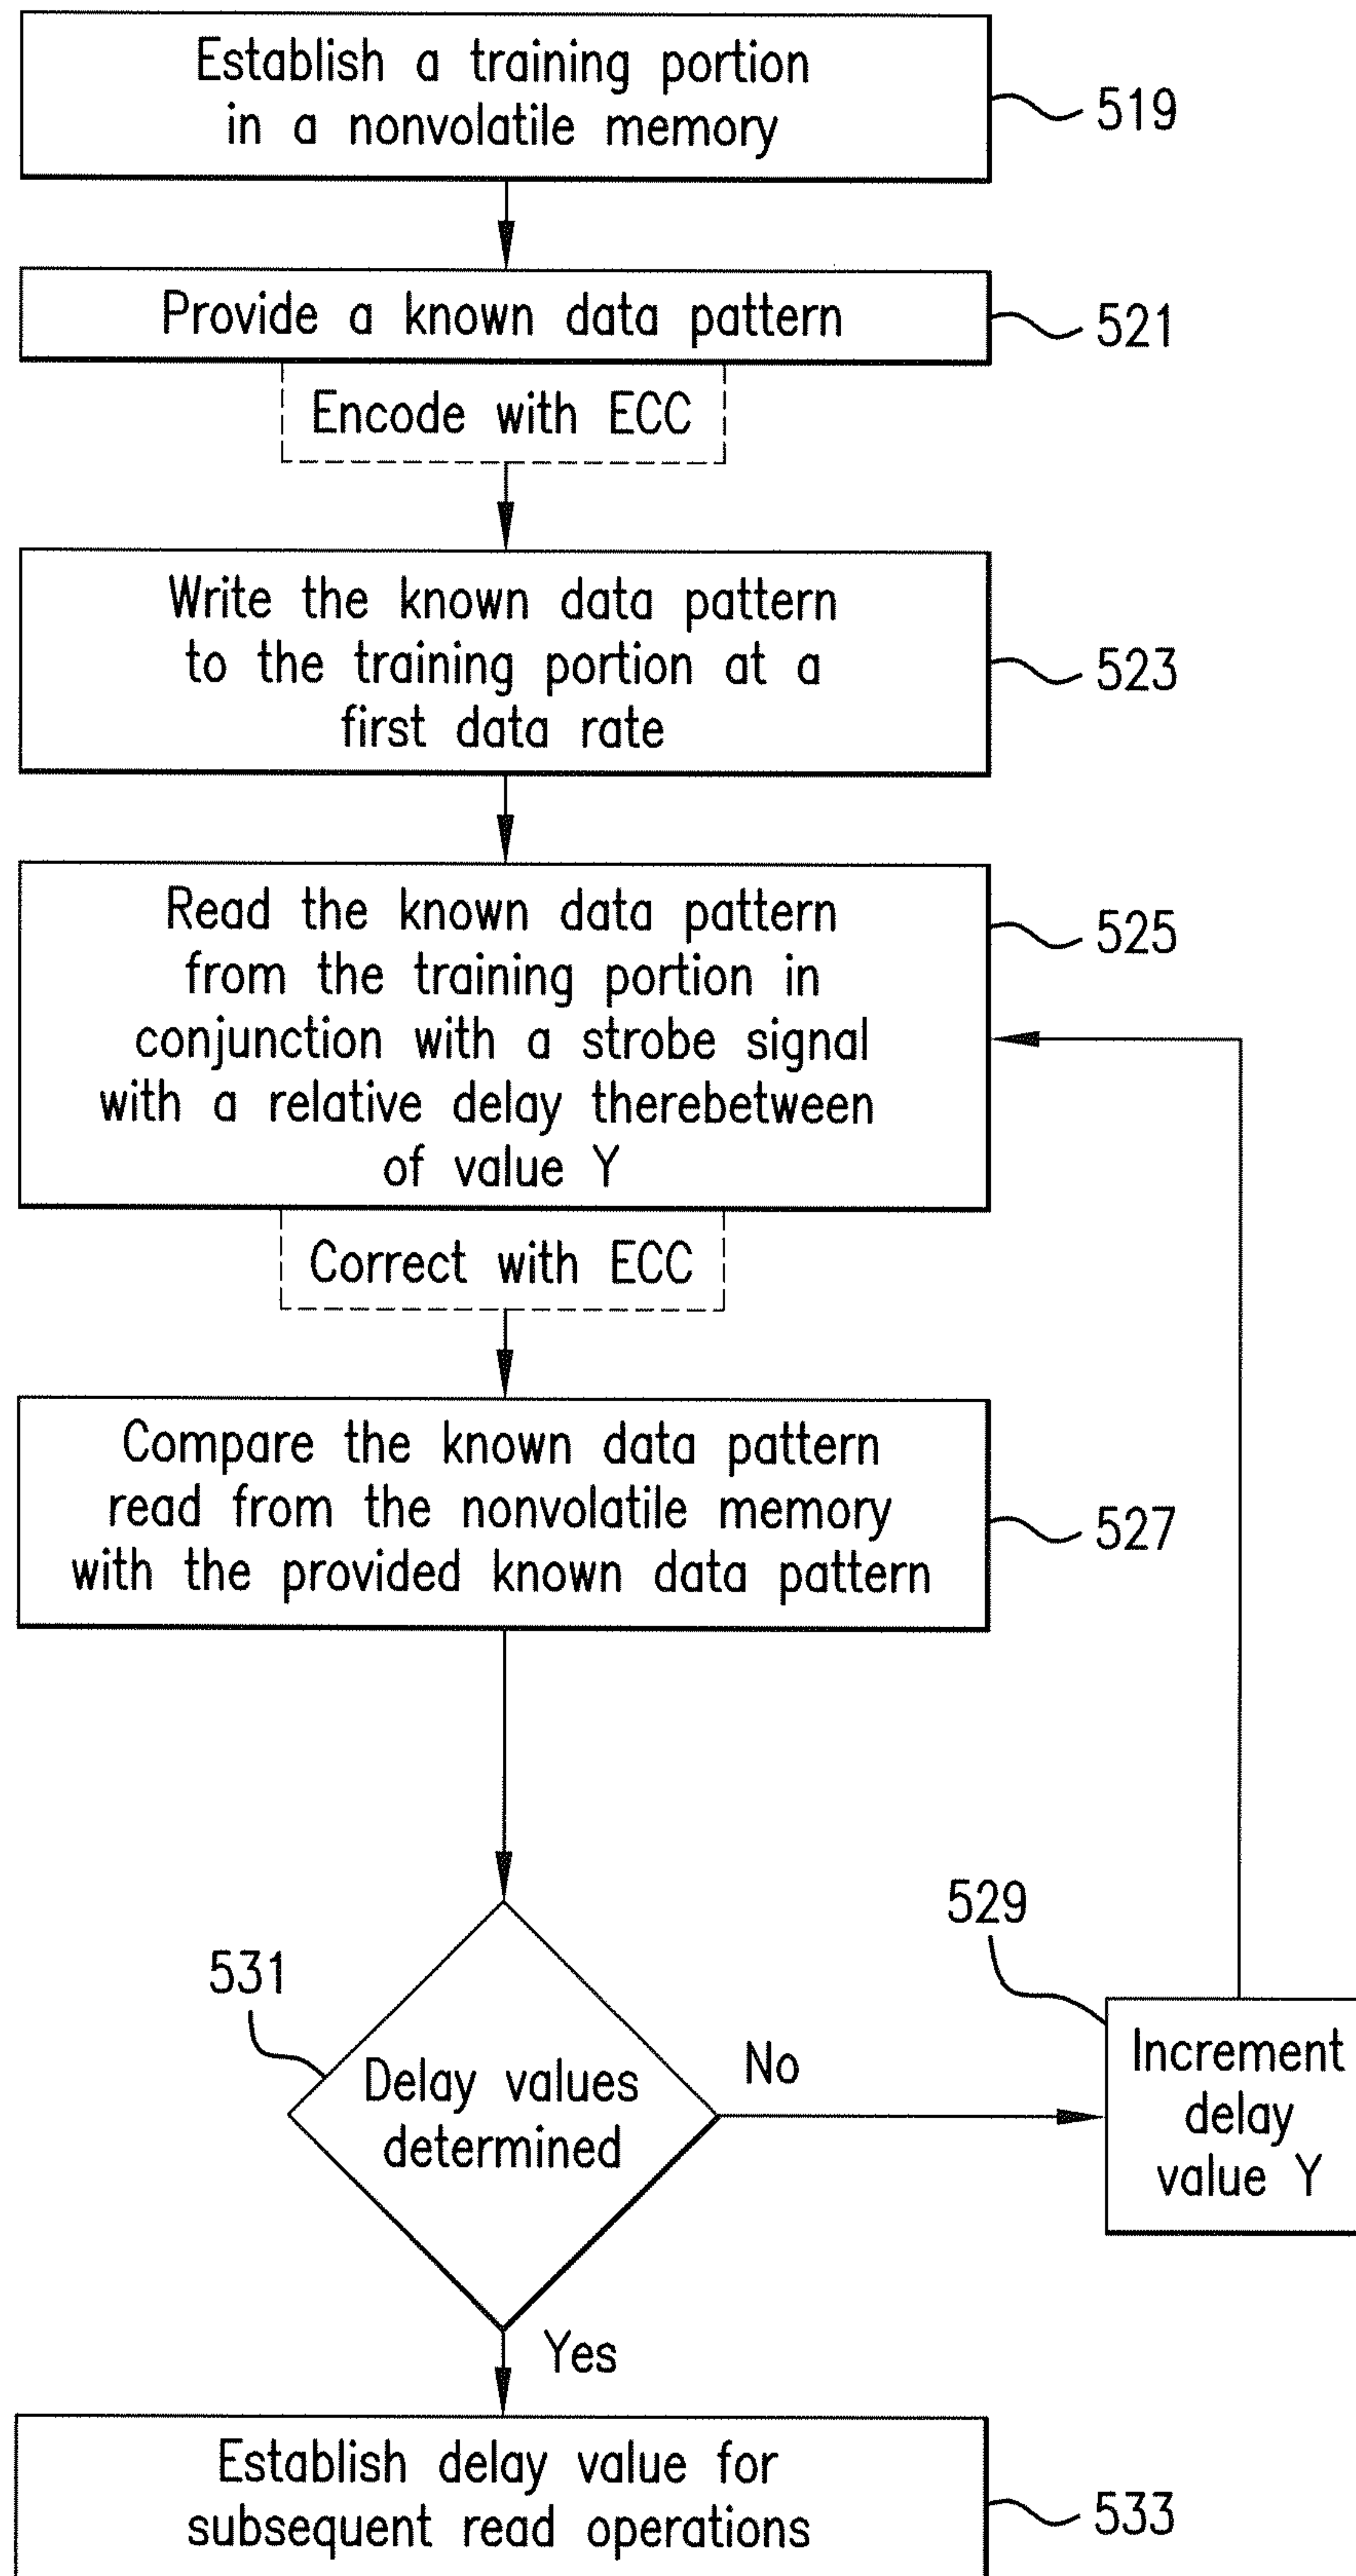 Establish a training portion
in a nonvolatile memory
519
Provide a known data pattern
521
Encode with ECC
Write the known data pattern
to the training portion at a
first data rate
523
Read the known data pattern
from the training portion in
conjunction with a strobe signal
with a relative delay therebetween
of value Y
525
Correct with ECC
Compare the known data pattern
read from the nonvolatile memory
with the provided known data pattern
527
531
Delay values
determined
No
529
Increment
delay
value Y
Yes
Establish delay value for
subsequent read operations
533